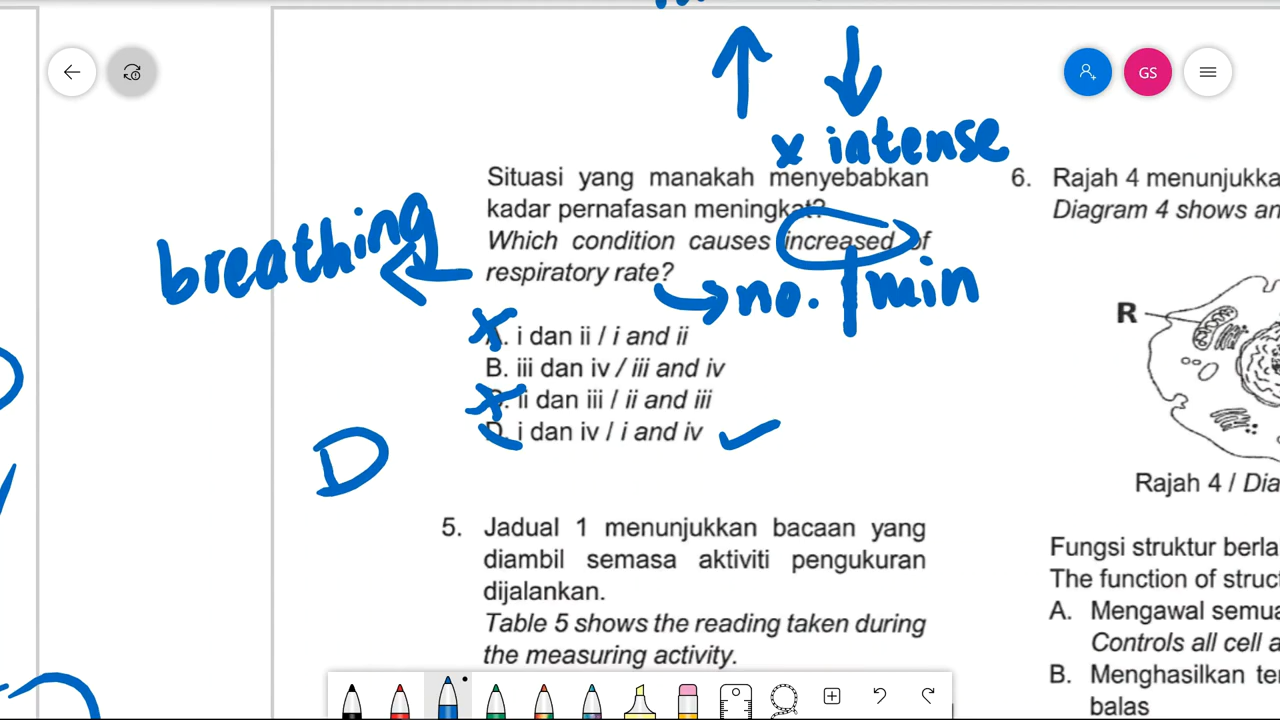 GS
x intense
Situasi yang manakah menyebabkan
kadar pernafasan meningkat?
Which condition causes increased of
respiratory rate?
breathing
no. / min
A. i dan ii / i and ii
B. iii dan iv / iii and iv
C. ii dan iii / ii and iii
D. i dan iv / i and iv
D
5. Jadual 1 menunjukkan bacaan yang
diambil semasa aktiviti pengukuran
dijalankan.
Table 5 shows the reading taken during
the measuring activity.
6. Rajah 4 menunjukka
Diagram 4 shows an
R
Rajah 4 / Dia
Fungsi struktur berla
The function of struc
A. Mengawal semua
Controls all cell a
B. Menghasilkan ter
balas